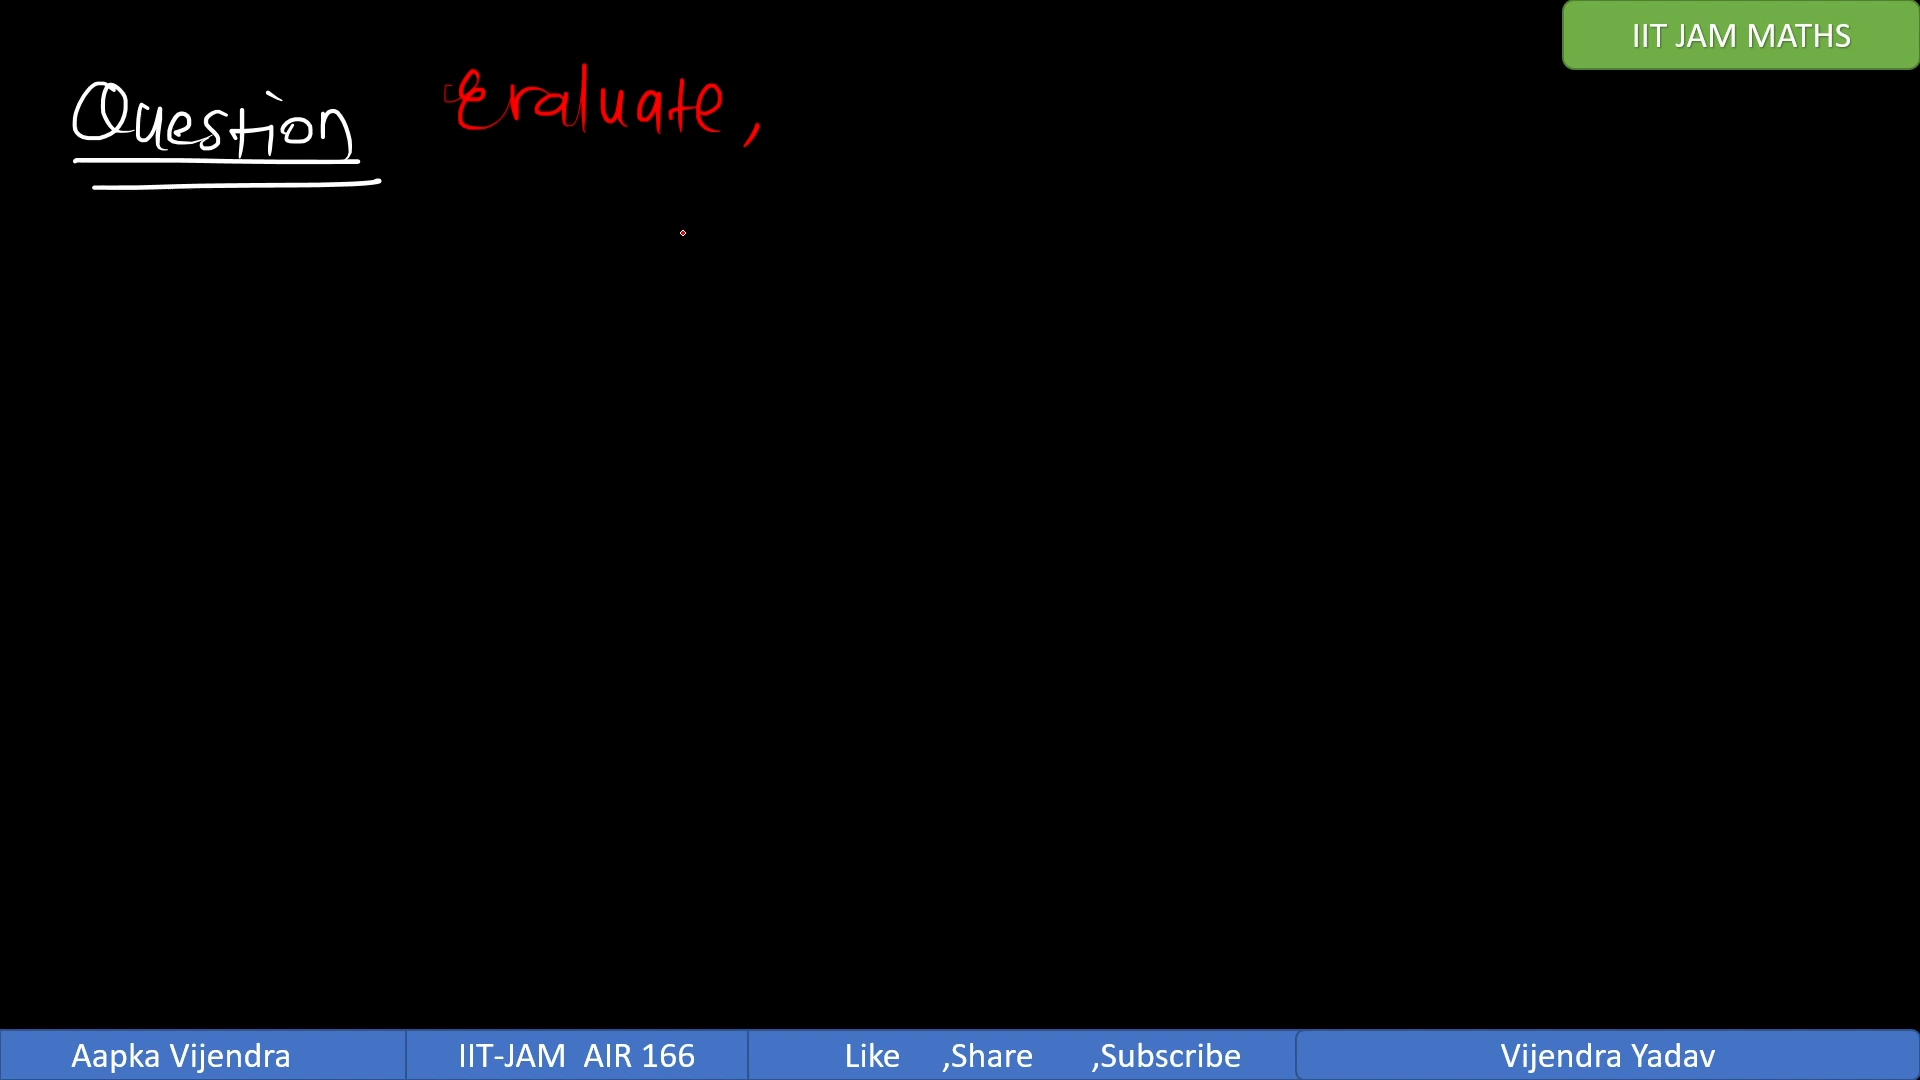 IIT JAM MATHS
Question Evaluate,
Aapka Vijendra IIT-JAM AIR 166 Like ,Share ,Subscribe Vijendra Yadav